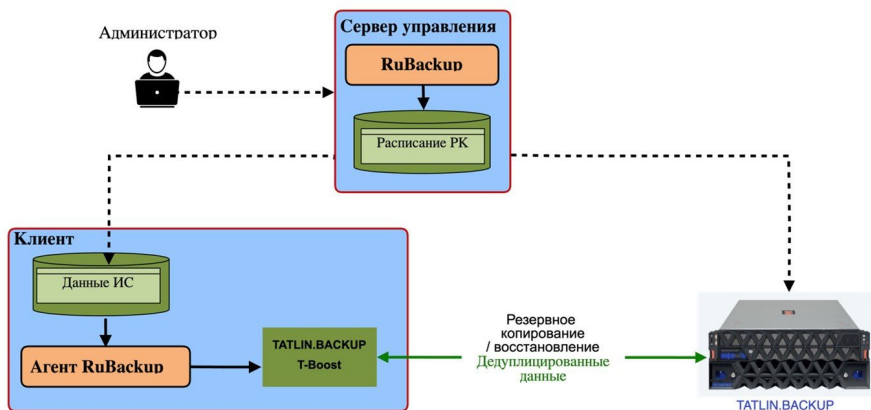 Администратор
Сервер управления
RuBackup
Расписание РК
Клиент
Данные ИС
Агент RuBackup
TATLIN.BACKUP
T-Boost
Резервное
копирование
/ восстановление
Дедуплицированные
данные
TATLIN.BACKUP